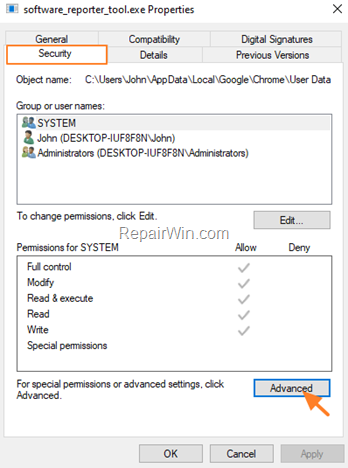 software_reporter_tool.exe Properties
General Compatibility Digital Signatures
Security Details Previous Versions
Object name: C:\Users\John\AppData\Local\Google\Chrome\User Data
Group or user names:
SYSTEM
John (DESKTOP-IUF8F8N\John)
Administrators (DESKTOP-IUF8F8N\Administrators)
To change permissions, click Edit.
Edit...
RepairWin.com
Permissions for SYSTEM Allow Deny
Full control
Modify
Read & execute
Read
Write
Special permissions
For special permissions or advanced settings, click
Advanced.
Advanced
OK Cancel Apply